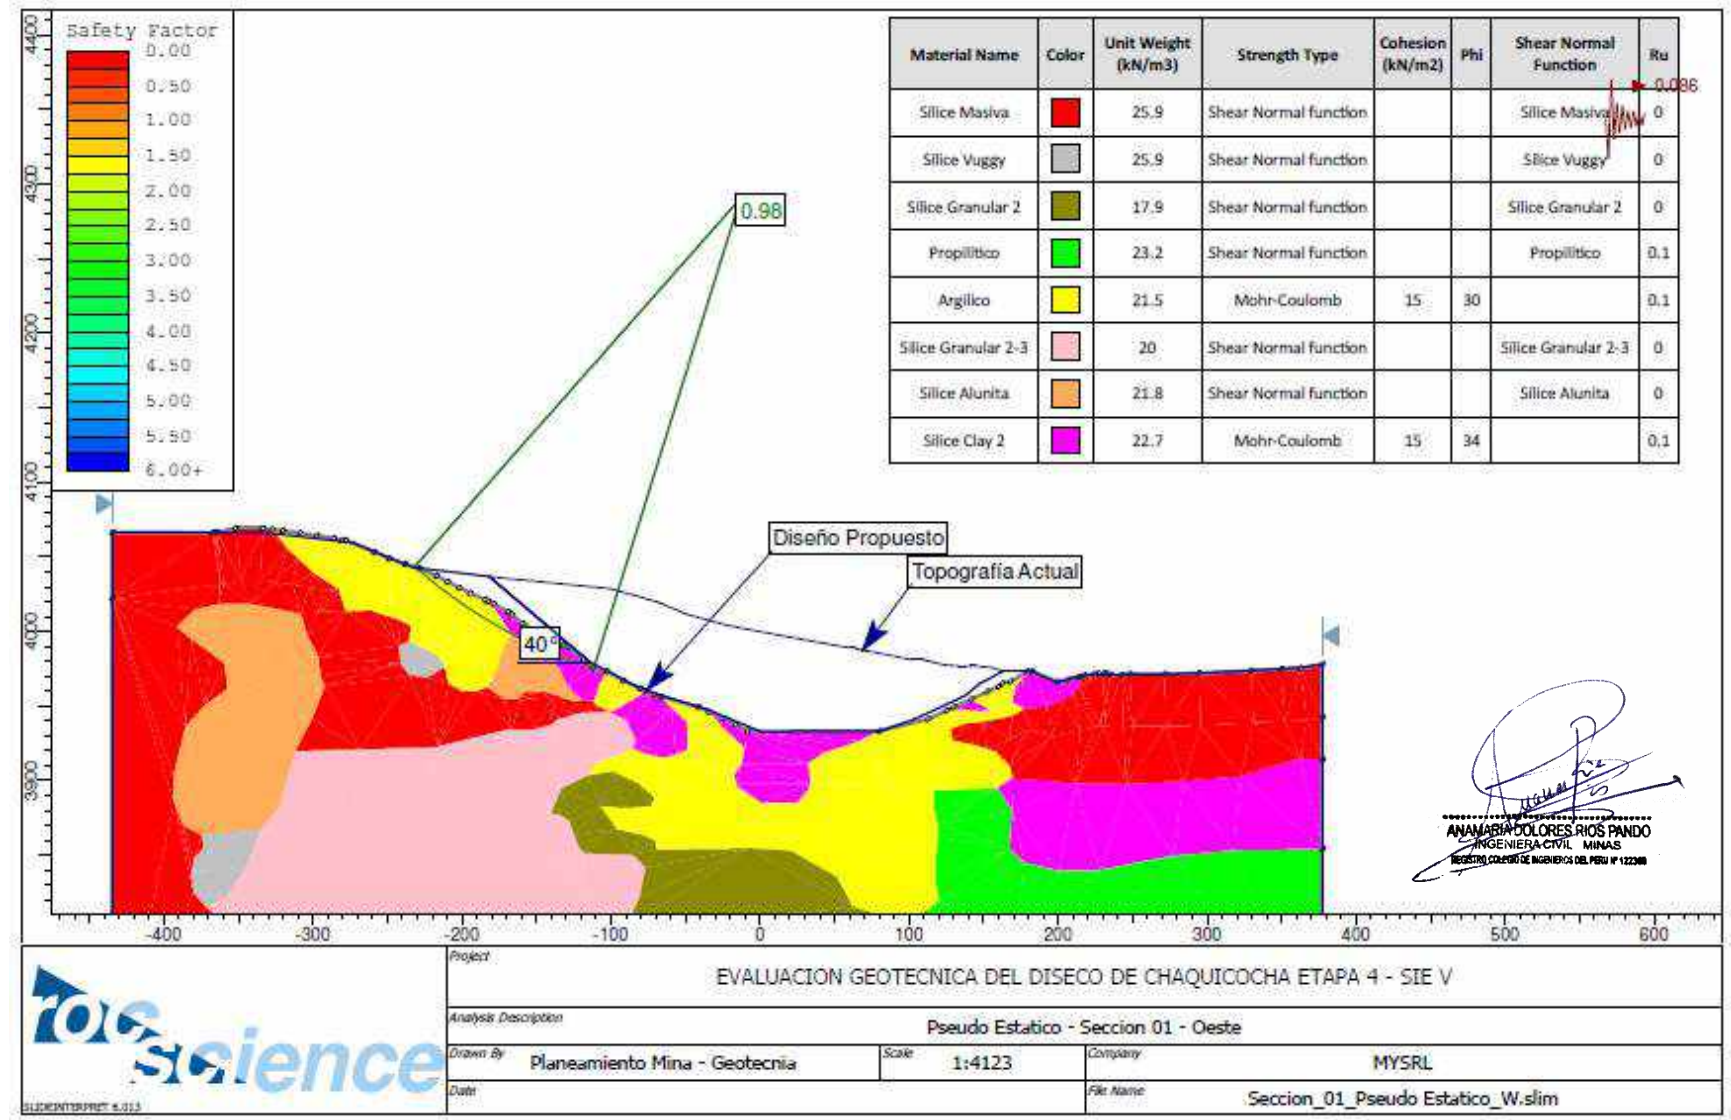 Safety Factor
0.00
0.50
1.00
1.50
2.00
2.50
3.00
3.50
4.00
4.50
5.00
5.50
6.00+
Material Name Color Unit Weight (kN/m3) Strength Type Cohesion (kN/m2) Phi Shear Normal Function Ru
Silice Masiva 25.9 Shear Normal function Silice Masiva 0
Silice Vuggy 25.9 Shear Normal function Silice Vuggy 0
Silice Granular 2 17.9 Shear Normal function Silice Granular 2 0
Propilitico 23.2 Shear Normal function Propilitico 0.1
Argilico 21.5 Mohr-Coulomb 15 30 0.1
Silice Granular 2-3 20 Shear Normal function Silice Granular 2-3 0
Silice Alunita 21.8 Shear Normal function Silice Alunita 0
Silice Clay 2 22.7 Mohr-Coulomb 15 34 0.1
0.086
0.98
Diseño Propuesto
Topografía Actual
40°
4400
4300
4200
4100
4000
3900
-400 -300 -200 -100 0 100 200 300 400 500 600
ANAMARIA DOLORES RIOS PANDO
INGENIERA CIVIL MINAS
REGISTRO COLEGIO DE INGENIEROS DEL PERU N°
rocscience
SLIDEINTERPRET 6.013
Project
EVALUACION GEOTECNICA DEL DISECO DE CHAQUICOCHA ETAPA 4 - SIE V
Analysis Description
Pseudo Estatico - Seccion 01 - Oeste
Drawn By Planeamiento Mina - Geotecnia
Scale 1:4123
Company MYSRL
Date
File Name Seccion_01_Pseudo Estatico_W.slim